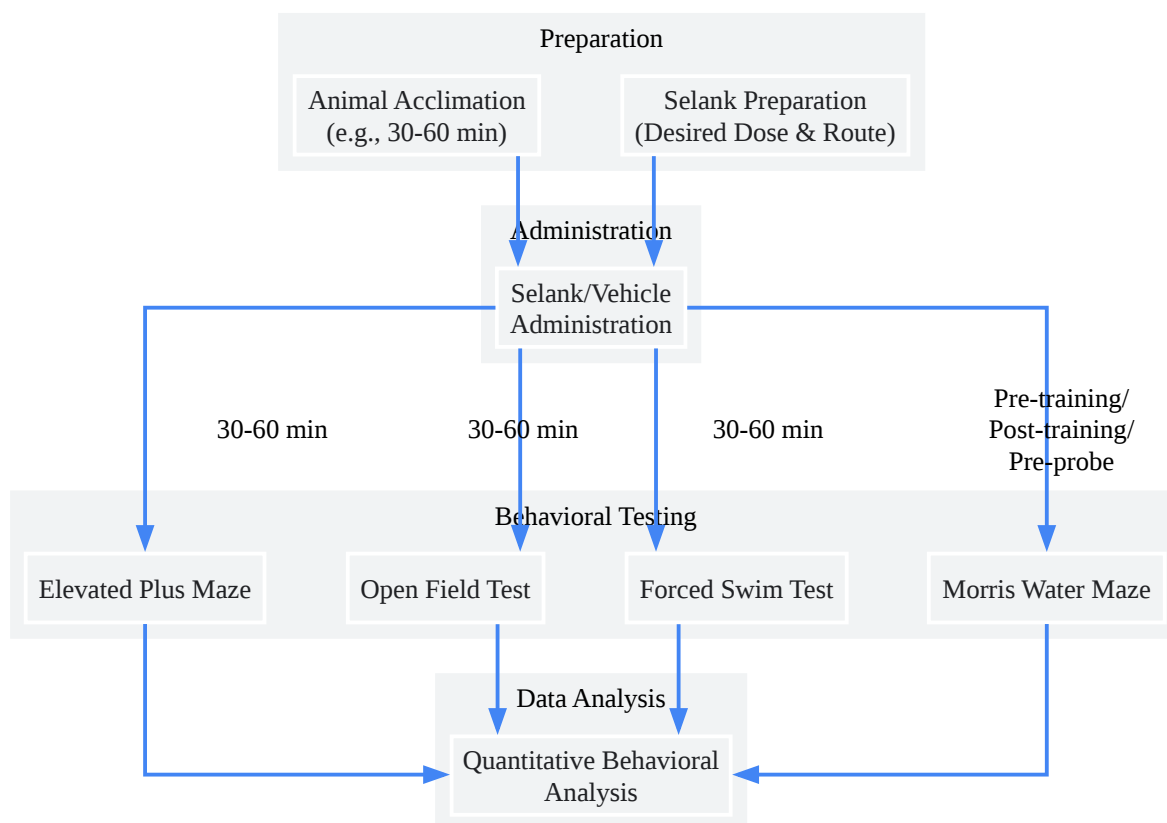 Preparation
Animal Acclimation
(e.g., 30-60 min)
Selank Preparation
(Desired Dose & Route)
Administration
Selank/Vehicle
Administration
30-60 min
30-60 min
30-60 min
Pre-training/
Post-training/
Pre-probe
Behavioral Testing
Elevated Plus Maze
Open Field Test
Forced Swim Test
Morris Water Maze
Data Analysis
Quantitative Behavioral
Analysis